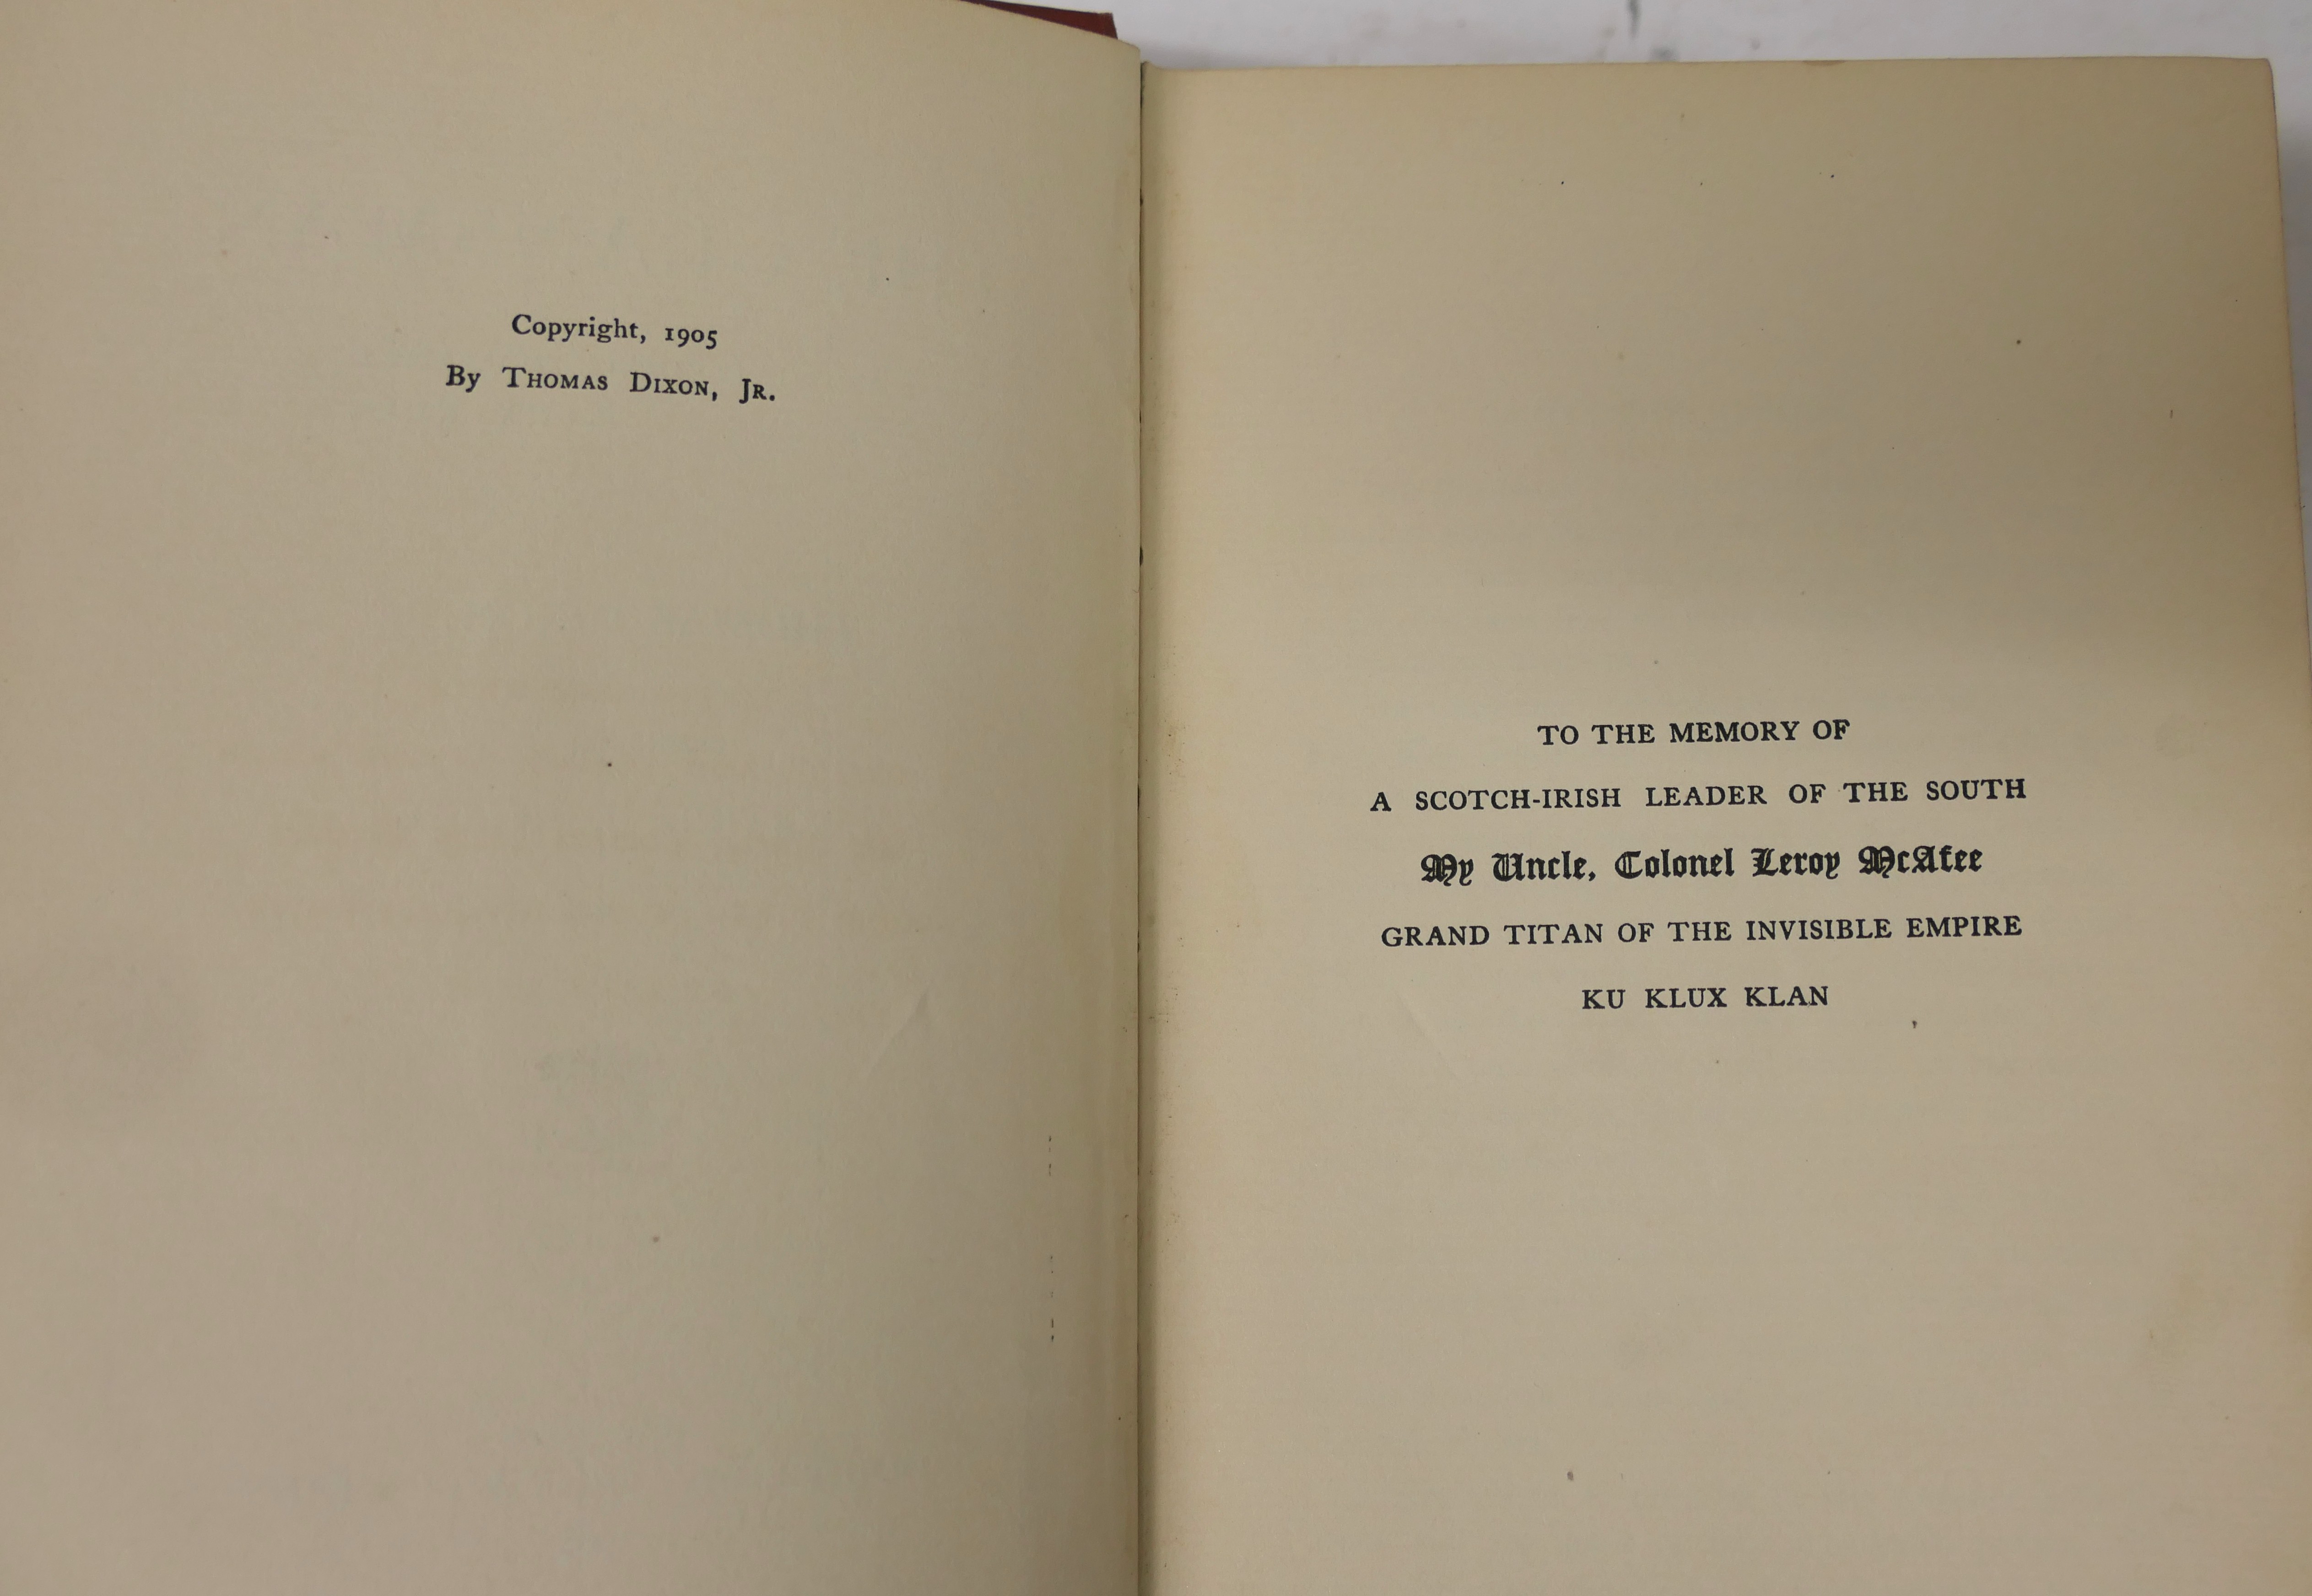 Copyright, 1905
By Thomas Dixon, Jr.
TO THE MEMORY OF
A SCOTCH-IRISH LEADER OF THE SOUTH
My Uncle, Colonel Leroy McAfee
GRAND TITAN OF THE INVISIBLE EMPIRE
KU KLUX KLAN